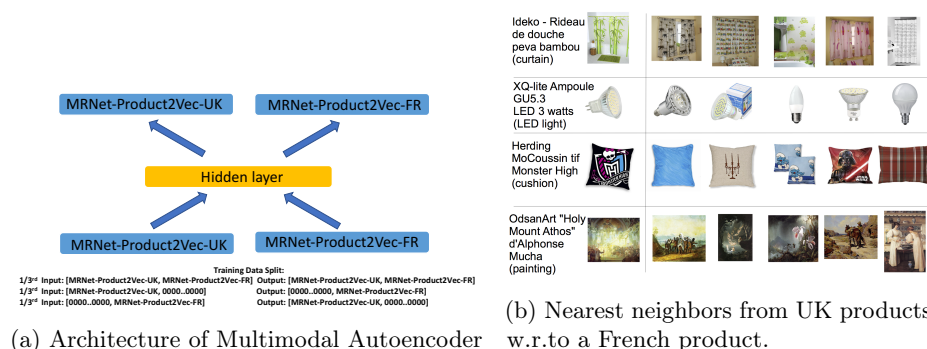 MRNet-Product2Vec-UK
MRNet-Product2Vec-FR
Hidden layer
MRNet-Product2Vec-UK
MRNet-Product2Vec-FR
Training Data Split:
1/3rd Input: [MRNet-Product2Vec-UK, MRNet-Product2Vec-FR] Output: [MRNet-Product2Vec-UK, MRNet-Product2Vec-FR]
1/3rd Input: [MRNet-Product2Vec-UK, 0000..0000] Output: [0000..0000, MRNet-Product2Vec-FR]
1/3rd Input: [0000..0000, MRNet-Product2Vec-FR] Output: [MRNet-Product2Vec-UK, 0000..0000]
(a) Architecture of Multimodal Autoencoder
Ideko - Rideau
de douche
peva bambou
(curtain)
XQ-lite Ampoule
GU5.3
LED 3 watts
(LED light)
Herding
MoCoussin tif
Monster High
(cushion)
OdsanArt "Holy
Mount Athos"
d'Alphonse
Mucha
(painting)
(b) Nearest neighbors from UK products
w.r.to a French product.